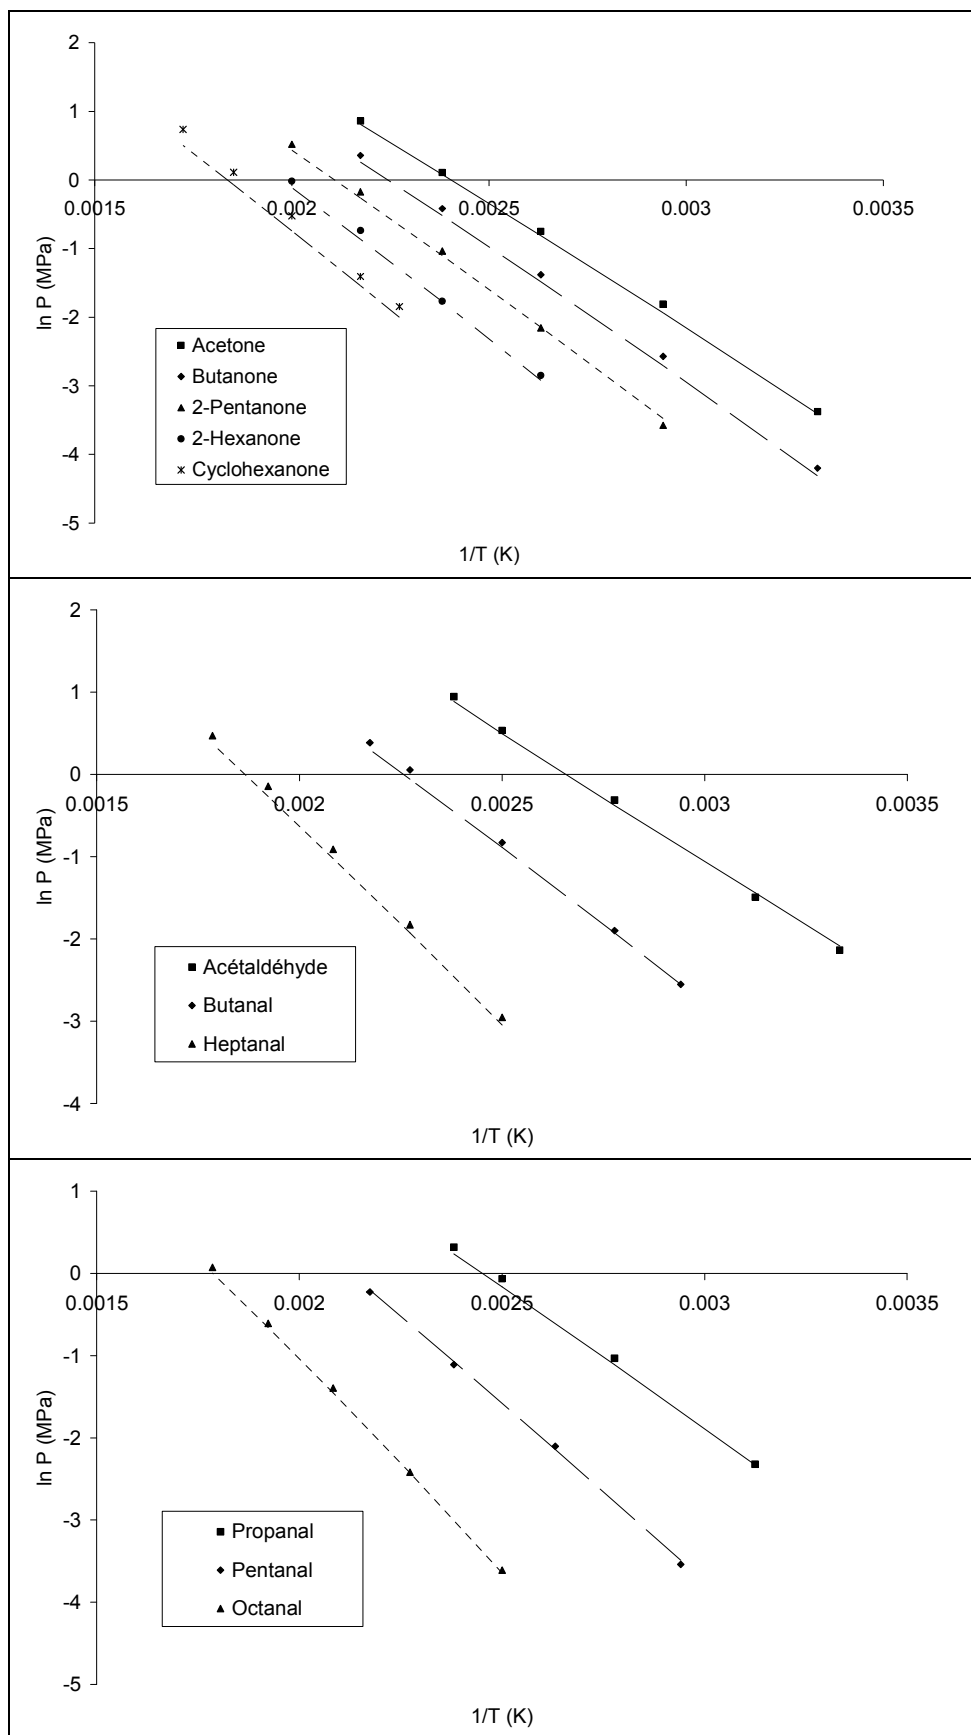 2
1
0
0.0015 0.002 0.0025 0.003 0.0035
-1
-2
-3
-4
-5
ln P (MPa)
Acetone
Butanone
2-Pentanone
2-Hexanone
Cyclohexanone
1/T (K)
2
1
0
0.0015 0.002 0.0025 0.003 0.0035
-1
-2
-3
-4
ln P (MPa)
Acétaldéhyde
Butanal
Heptanal
1/T (K)
1
0
0.0015 0.002 0.0025 0.003 0.0035
-1
-2
-3
-4
-5
ln P (MPa)
Propanal
Pentanal
Octanal
1/T (K)